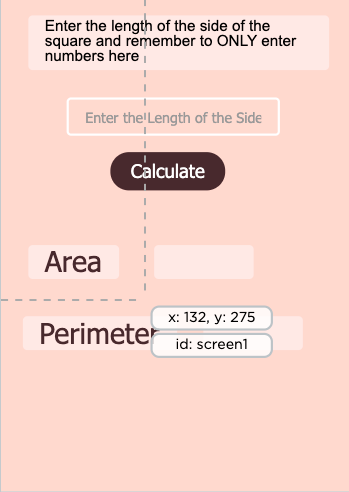 Enter the length of the side of the
square and remember to ONLY enter
numbers here
Enter the Length of the Side
Calculate
Area
Perimeter
x: 132, y: 275
id: screen1